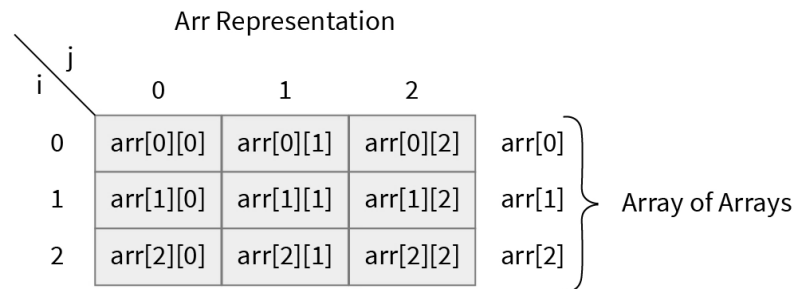 Arr Representation
j
i
0 1 2
0 arr[0][0] arr[0][1] arr[0][2] arr[0]
1 arr[1][0] arr[1][1] arr[1][2] arr[1]
Array of Arrays
2 arr[2][0] arr[2][1] arr[2][2] arr[2]